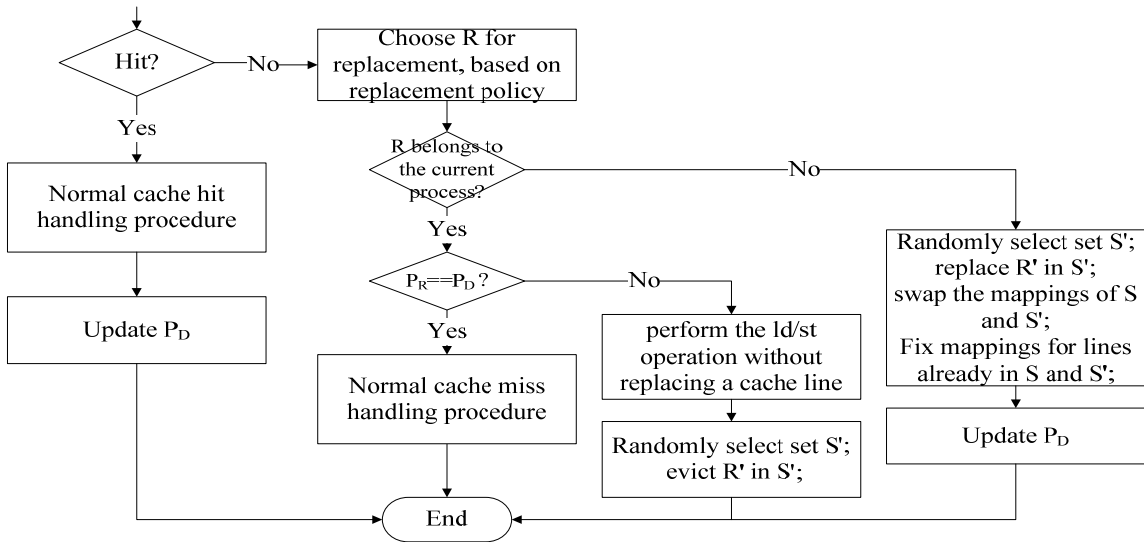 Hit?
No
Choose R for
replacement, based on
replacement policy
Yes
R belongs to
the current
process?
No
Normal cache hit
handling procedure
Yes
Randomly select set S';
replace R' in S';
swap the mappings of S
and S';
Fix mappings for lines
already in S and S';
P_R==P_D ?
No
Update P_D
Yes
perform the ld/st
operation without
replacing a cache line
Normal cache miss
handling procedure
Update P_D
Randomly select set S';
evict R' in S';
End